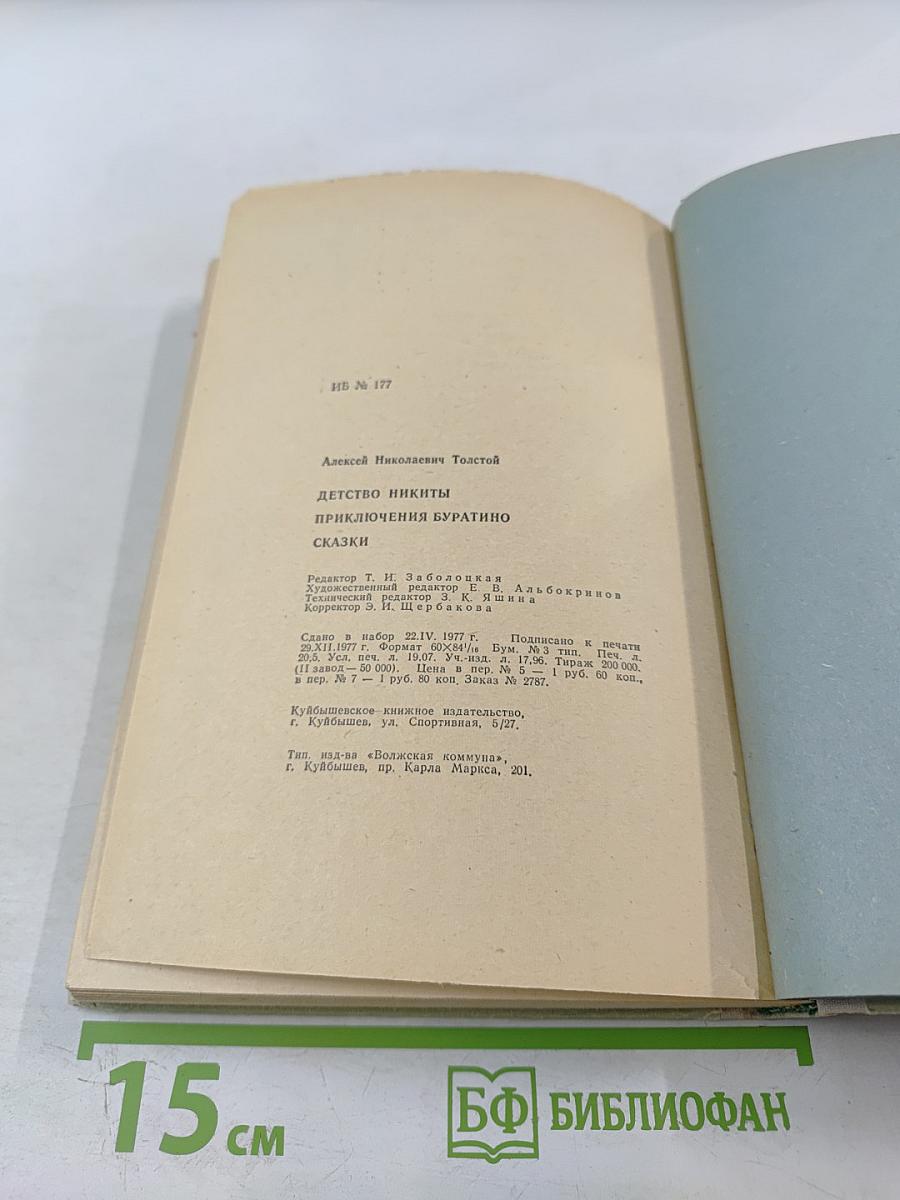 ИБ № 177
Алексей Николаевич Толстой
ДЕТСТВО НИКИТЫ
ПРИКЛЮЧЕНИЯ БУРАТИНО
СКАЗКИ
Редактор Т. И. Заболоцкая
Художественный редактор Е. В. Альбокринов
Технический редактор З. К. Яшина
Корректор Э. И. Щербакова
Сдано в набор 22.IV. 1977 г. Подписано к печати
29.XII.1977 г. Формат 60×84¹/₁₆ Бум. № 3 тип. Печ. л.
20,5. Усл. печ. л. 19,07. Уч.-изд. л. 17,96. Тираж 200 000.
(II завод — 50 000). Цена в пер. № 5 — 1 руб. 60 коп.,
в пер. № 7 — 1 руб. 80 коп. Заказ № 2787.
Куйбышевское книжное издательство,
г. Куйбышев, ул. Спортивная, 5/27.
Тип. изд-ва «Волжская коммуна»,
г. Куйбышев, пр. Карла Маркса, 201.
15 см
БФ БИБЛИОФАН